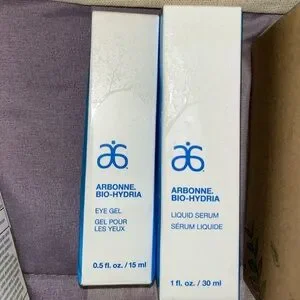 ARBONNE.
BIO-HYDRIA
EYE GEL
GEL POUR
LES YEUX
0.5 fl. oz. / 15 ml
ARBONNE.
BIO-HYDRIA
LIQUID SERUM
SÉRUM LIQUIDE
1 fl. oz. / 30 ml